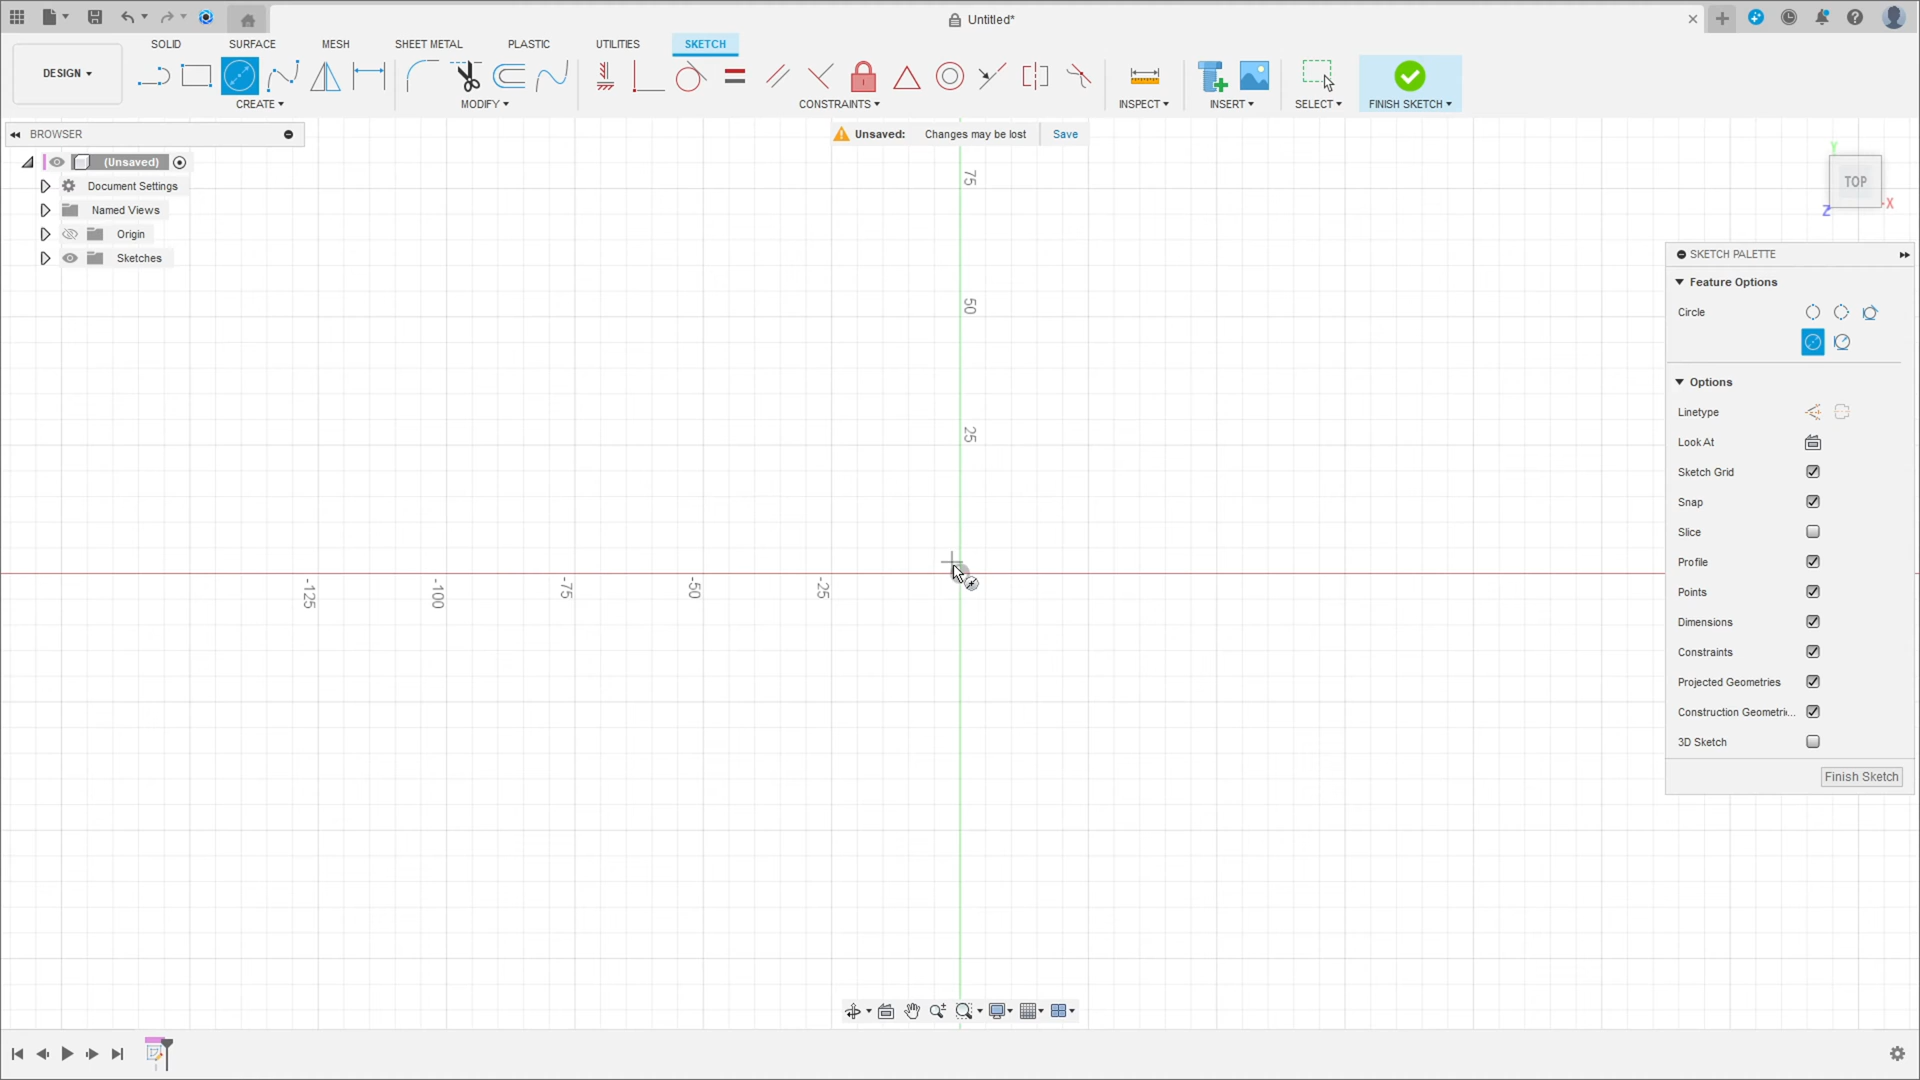 Untitled*
SOLID SURFACE MESH SHEET METAL PLASTIC UTILITIES SKETCH
DESIGN
CREATE MODIFY CONSTRAINTS INSPECT INSERT SELECT FINISH SKETCH
BROWSER
Unsaved: Changes may be lost Save
(Unsaved)
Document Settings
Named Views
Origin
Sketches
75
50
25
-125
-100
-75
-50
-25
Y
TOP
Z
X
SKETCH PALETTE
Feature Options
Circle
Options
Linetype
Look At
Sketch Grid
Snap
Slice
Profile
Points
Dimensions
Constraints
Projected Geometries
Construction Geometri...
3D Sketch
Finish Sketch